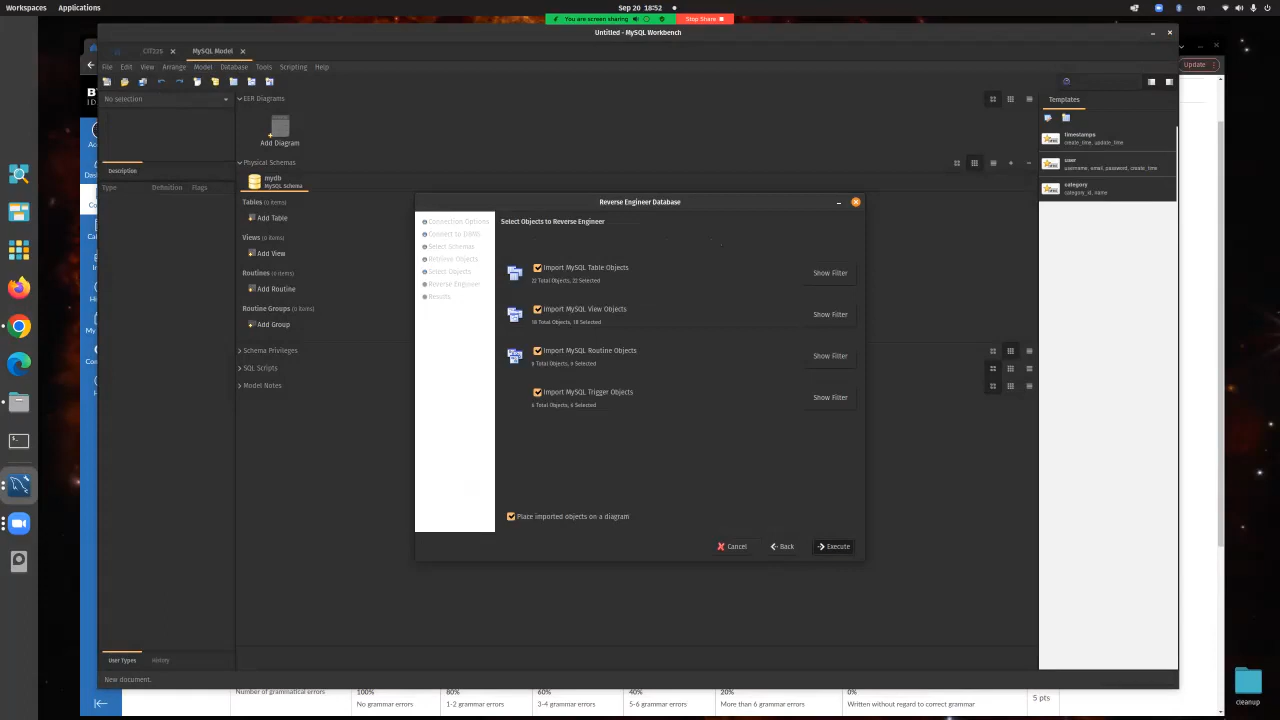 Workspaces
Applications
Sep 20 18:52
You are screen sharing
Stop Share
Untitled - MySQL Workbench
CIT225
MySQL Model
File Edit View Arrange Model Database Tools Scripting Help
Update
No selection
EER Diagrams
Templates
Add Diagram
timestamps
create_time, update_time
Physical Schemas
user
username, email, password, create_time
Description
mydb
MySQL Schema
category
category_id, name
Type Definition Flags
Tables (0 items)
Add Table
Views (0 items)
Add View
Routines (0 items)
Add Routine
Routine Groups (0 items)
Add Group
Schema Privileges
SQL Scripts
Model Notes
Reverse Engineer Database
Connection Options
Connect to DBMS
Select Schemas
Retrieve Objects
Select Objects
Reverse Engineer
Results
Select Objects to Reverse Engineer
Import MySQL Table Objects
22 Total Objects, 22 Selected
Show Filter
Import MySQL View Objects
18 Total Objects, 18 Selected
Show Filter
Import MySQL Routine Objects
Show Filter
Import MySQL Trigger Objects
6 Total Objects, 6 Selected
Show Filter
Place imported objects on a diagram
Cancel
Back
Execute
User Types
History
New document.
Number of grammatical errors
100%
No grammar errors
80%
1-2 grammar errors
60%
3-4 grammar errors
40%
5-6 grammar errors
20%
More than 6 grammar errors
0%
Written without regard to correct grammar
5 pts
cleanup